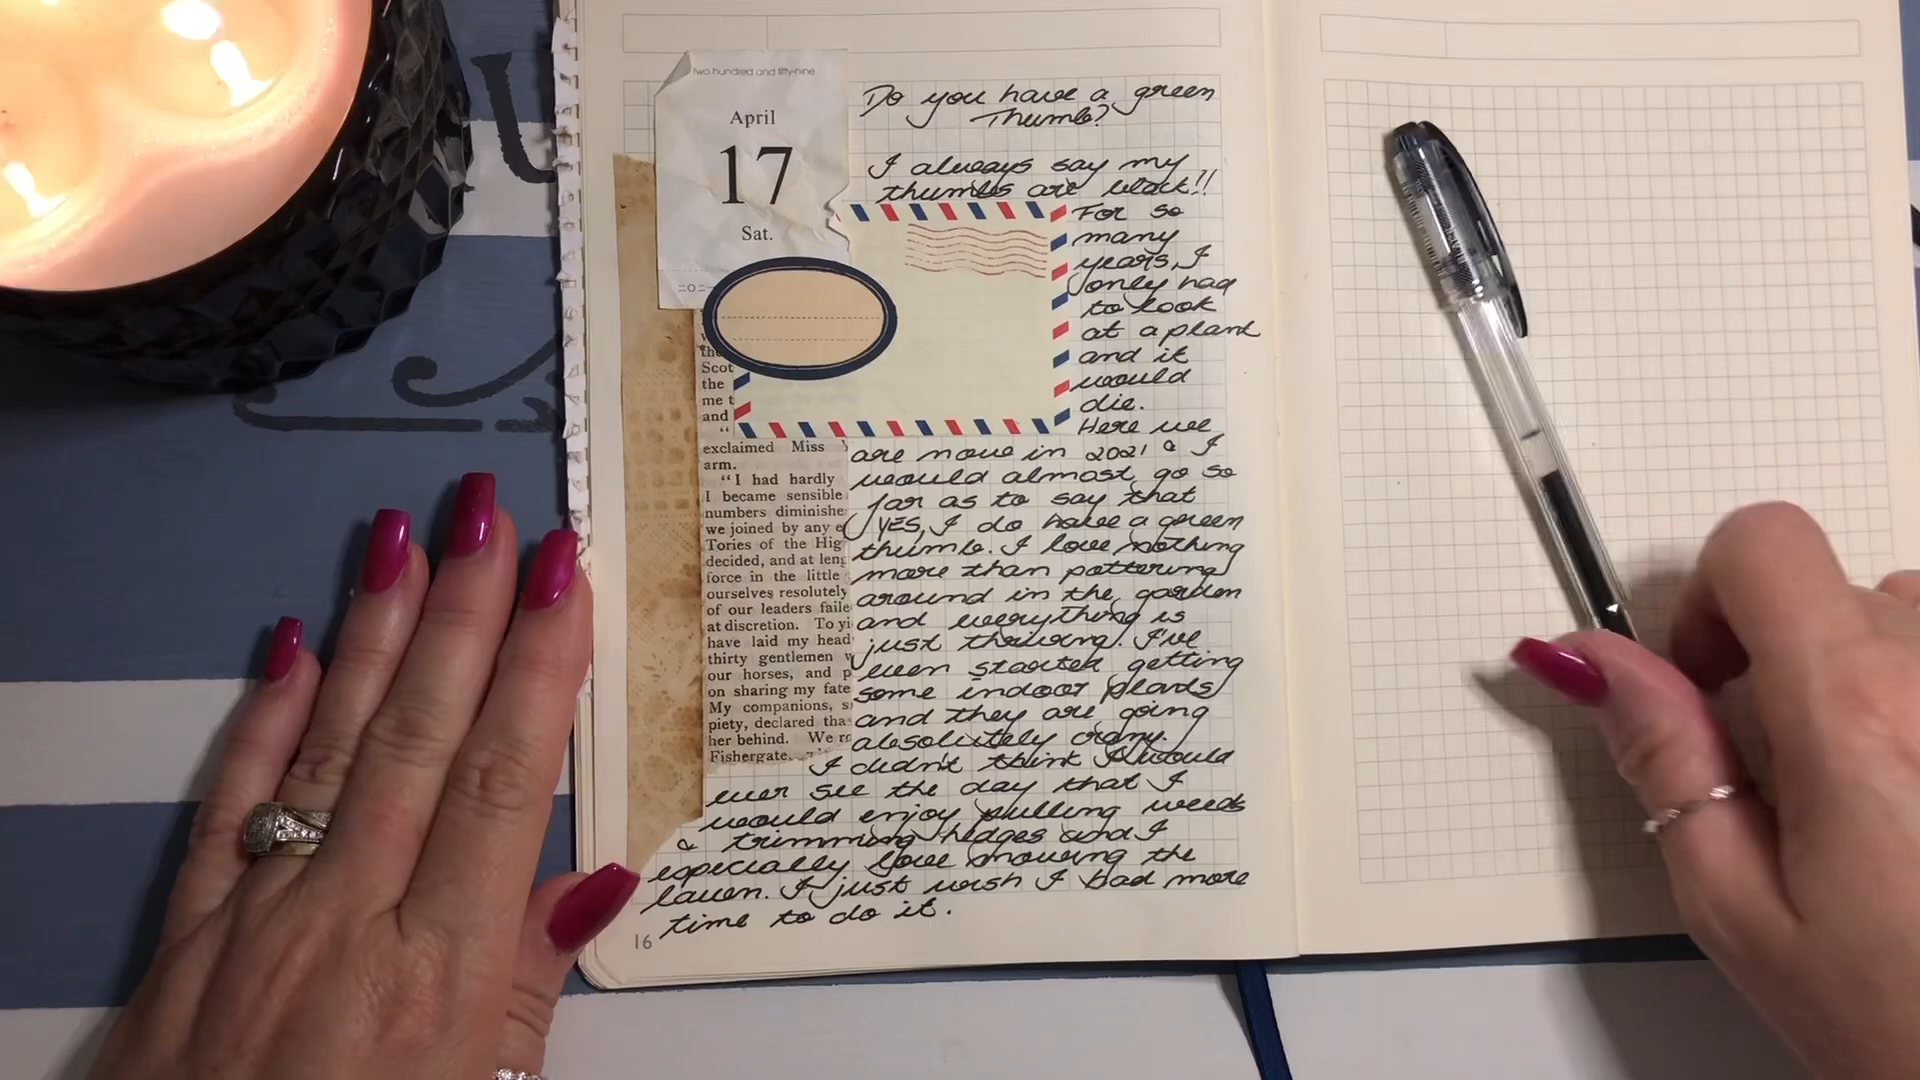 two hundred and fifty-nine
April
17
Sat.
Do you have a green
Thumb?
I always say my
thumbs are black!!
For so
many
years, I
only had
to look
at a plant
and it
would
die.
Here we
are now in 2021 & I
would almost go so
far as to say that
YES, I do have a green
thumb. I love nothing
more than pottering
around in the garden
and everything is
just thriving. I've
even started getting
some indoor plants
and they are going
absolutely crazy.
I didn't think I would
ever see the day that I
would enjoy pulling weeds
& trimming hedges and I
especially love mowing the
lawn. I just wish I had more
time to do it.
the
Scot
the
me t
and
“
exclaimed Miss
arm.
“I had hardly
I became sensible
numbers diminishe
we joined by any e
Tories of the Hig
decided, and at leng
force in the little
ourselves resolutely
of our leaders faile
at discretion. To yi
have laid my head
thirty gentlemen
our horses, and p
on sharing my fate
My companions, s
piety, declared tha
her behind. We ro
Fishergate.
16